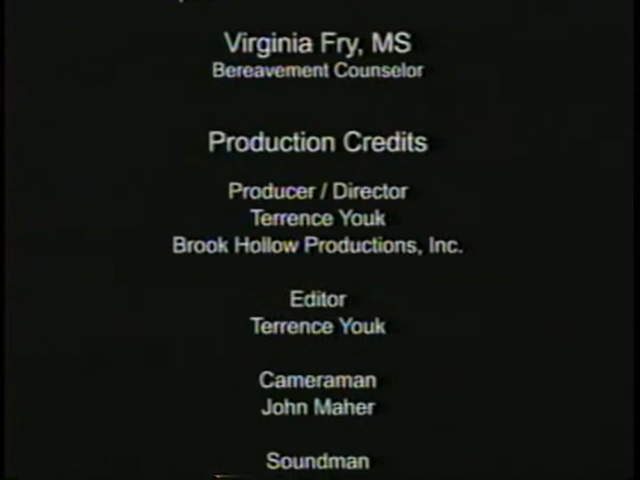 Virginia Fry, MS
Bereavement Counselor
Production Credits
Producer / Director
Terrence Youk
Brook Hollow Productions, Inc.
Editor
Terrence Youk
Cameraman
John Maher
Soundman